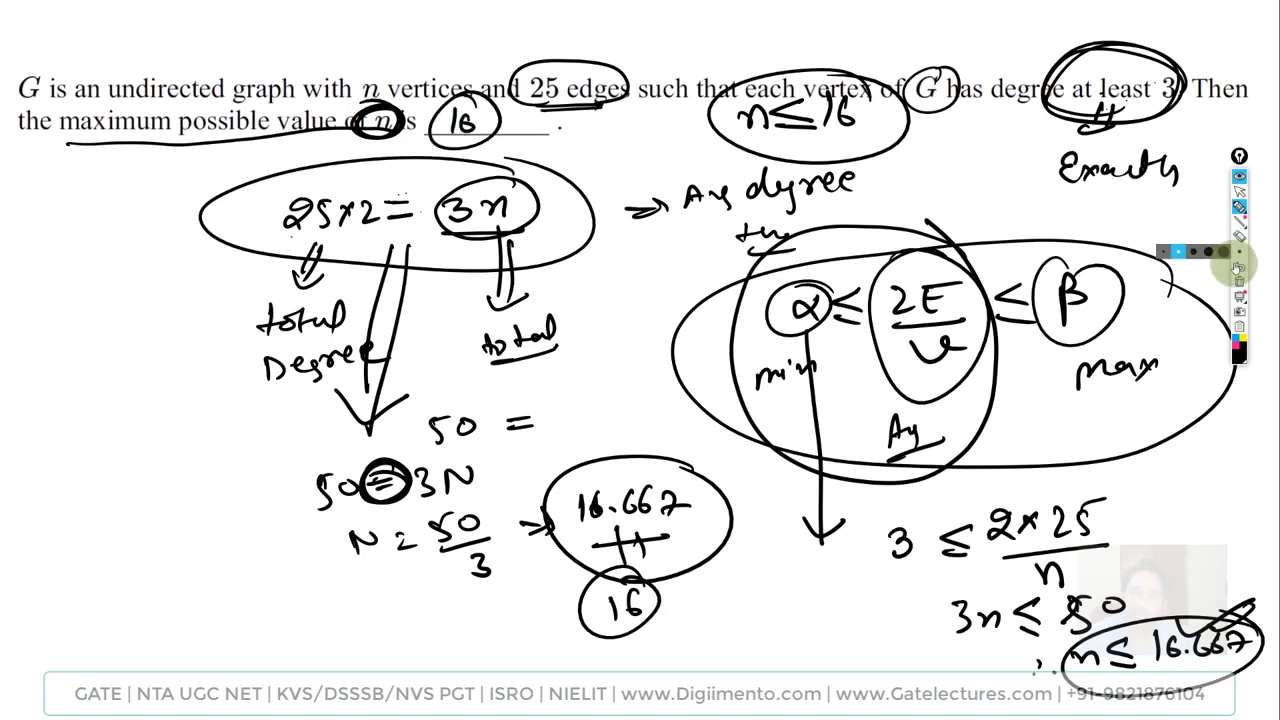 G is an undirected graph with n vertices and 25 edges such that each vertex of G has degree at least 3. Then
the maximum possible value of n is ________ .
16
n ≤ 16
Exactly
25 × 2 = 3n
→ Avg degree
total
Degree
total
α ≤ 2E/v ≤ β
min
Avg
max
50 =
50 = 3N
N = 50/3 → 16.667
16
3 ≤ 2 × 25/n
3n ≤ 50
∴ n ≤ 16.667
GATE | NTA UGC NET | KVS/DSSSB/NVS PGT | ISRO | NIELIT | www.Digiimento.com | www.Gatelectures.com | +91-9821876104